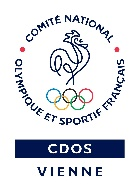 COMITÉ NATIONAL
OLYMPIQUE ET SPORTIF FRANÇAIS
CDOS
VIENNE